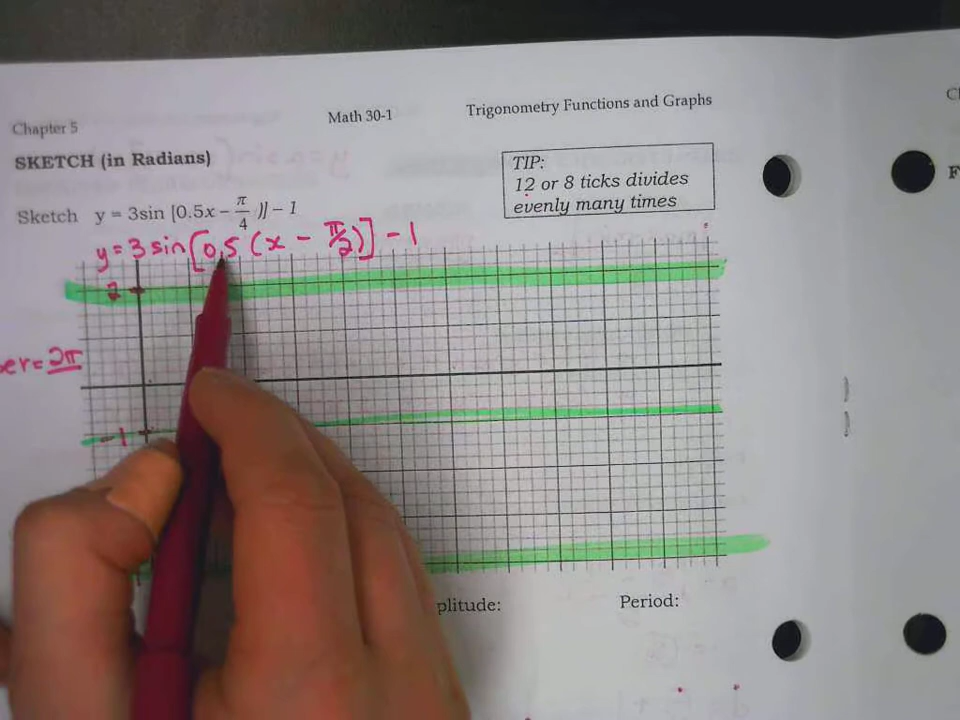 Chapter 5 Math 30-1 Trigonometry Functions and Graphs
SKETCH (in Radians)
TIP:
12 or 8 ticks divides
evenly many times
Sketch y = 3sin [0.5x − π/4 )] − 1
y = 3 sin [0.5 (x − π/2)] − 1
2
per = 2π
-1
plitude: Period: